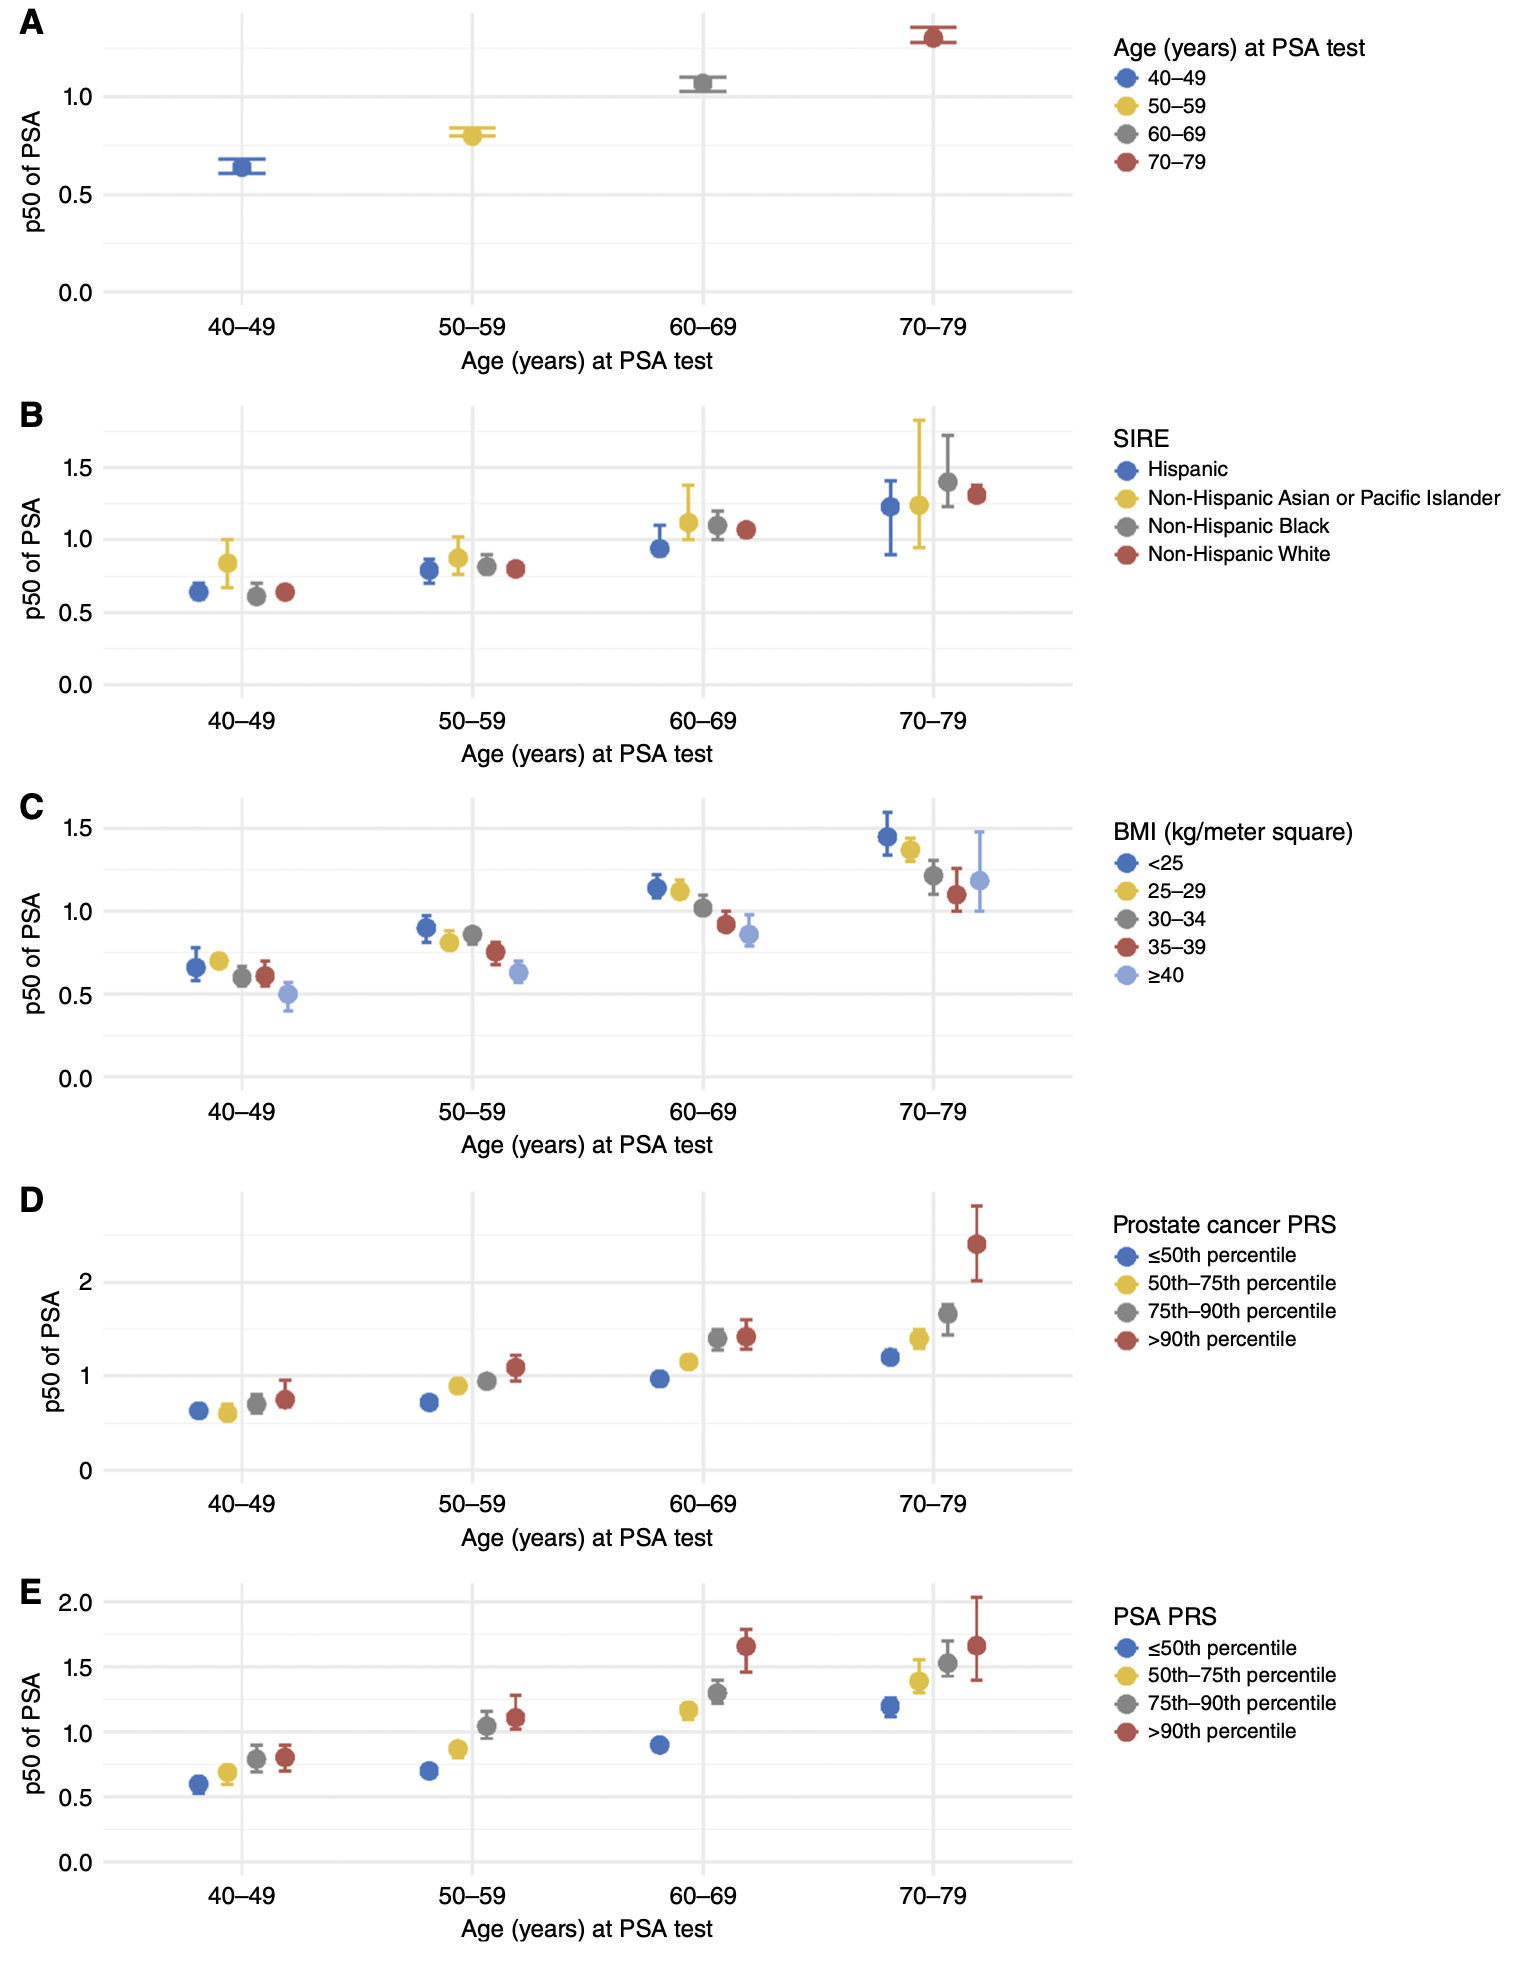 A
p50 of PSA
1.0
0.5
0.0
40–49
50–59
60–69
70–79
Age (years) at PSA test
Age (years) at PSA test
40–49
50–59
60–69
70–79
B
p50 of PSA
1.5
1.0
0.5
0.0
40–49
50–59
60–69
70–79
Age (years) at PSA test
SIRE
Hispanic
Non-Hispanic Asian or Pacific Islander
Non-Hispanic Black
Non-Hispanic White
C
p50 of PSA
1.5
1.0
0.5
0.0
40–49
50–59
60–69
70–79
Age (years) at PSA test
BMI (kg/meter square)
<25
25–29
30–34
35–39
≥40
D
p50 of PSA
2
1
0
40–49
50–59
60–69
70–79
Age (years) at PSA test
Prostate cancer PRS
≤50th percentile
50th–75th percentile
75th–90th percentile
>90th percentile
E
p50 of PSA
2.0
1.5
1.0
0.5
0.0
40–49
50–59
60–69
70–79
Age (years) at PSA test
PSA PRS
≤50th percentile
50th–75th percentile
75th–90th percentile
>90th percentile